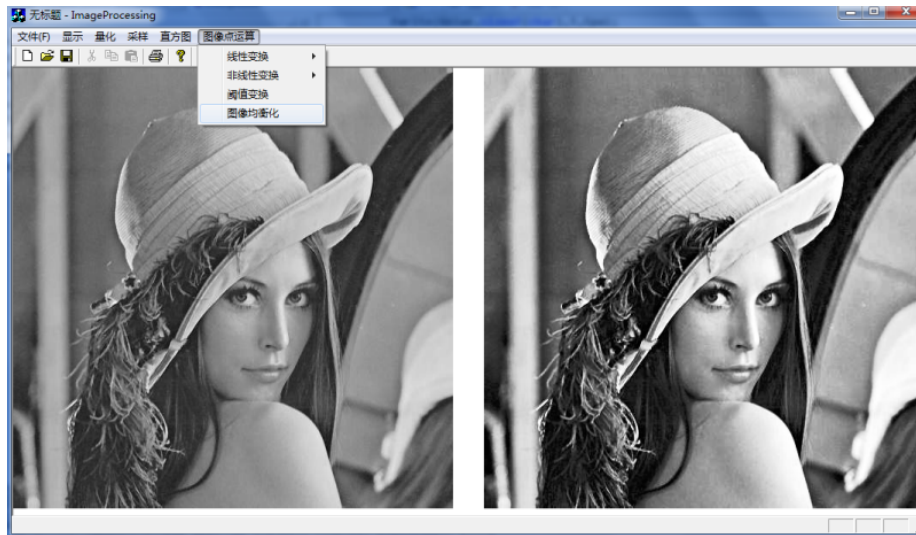 无标题 - ImageProcessing
文件(F) 显示 量化 采样 直方图 图像点运算
线性变换
非线性变换
阈值变换
图像均衡化